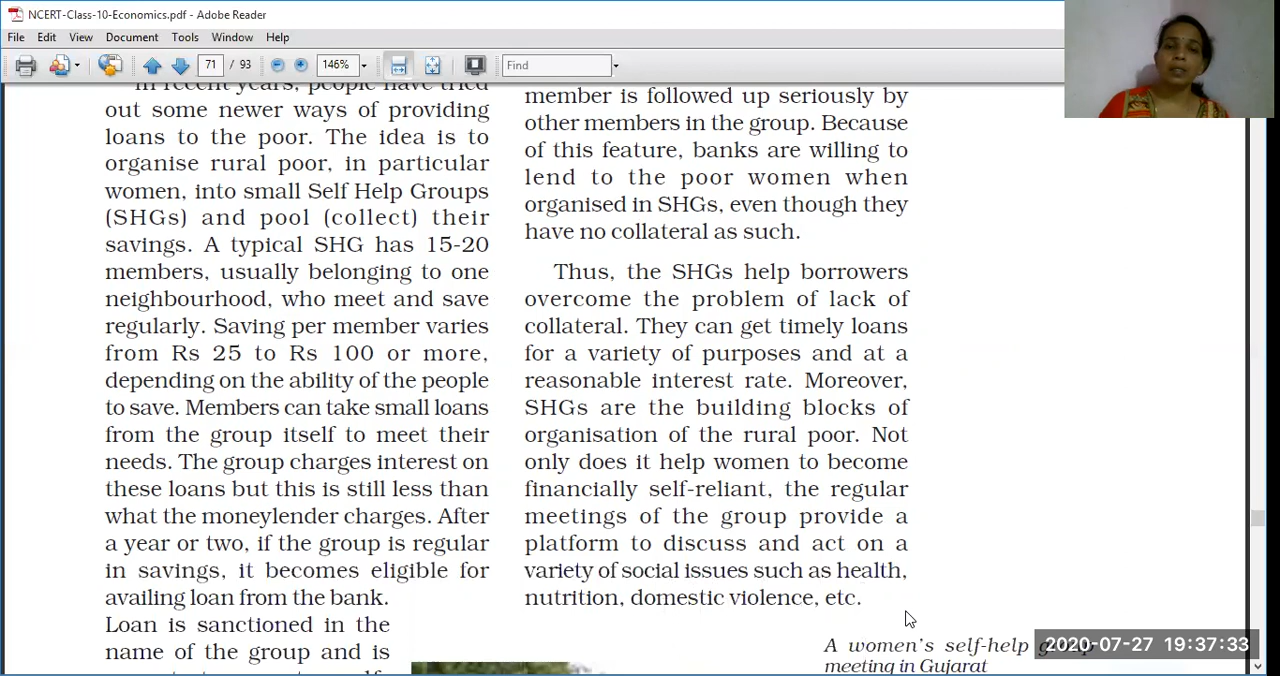 NCERT-Class-10-Economics.pdf - Adobe Reader
File Edit View Document Tools Window Help
71 / 93 146% Find
In recent years, people have tried
out some newer ways of providing
loans to the poor. The idea is to
organise rural poor, in particular
women, into small Self Help Groups
(SHGs) and pool (collect) their
savings. A typical SHG has 15-20
members, usually belonging to one
neighbourhood, who meet and save
regularly. Saving per member varies
from Rs 25 to Rs 100 or more,
depending on the ability of the people
to save. Members can take small loans
from the group itself to meet their
needs. The group charges interest on
these loans but this is still less than
what the moneylender charges. After
a year or two, if the group is regular
in savings, it becomes eligible for
availing loan from the bank.
Loan is sanctioned in the
name of the group and is
member is followed up seriously by
other members in the group. Because
of this feature, banks are willing to
lend to the poor women when
organised in SHGs, even though they
have no collateral as such.
Thus, the SHGs help borrowers
overcome the problem of lack of
collateral. They can get timely loans
for a variety of purposes and at a
reasonable interest rate. Moreover,
SHGs are the building blocks of
organisation of the rural poor. Not
only does it help women to become
financially self-reliant, the regular
meetings of the group provide a
platform to discuss and act on a
variety of social issues such as health,
nutrition, domestic violence, etc.
A women's self-help group
meeting in Gujarat
2020-07-27 19:37:33